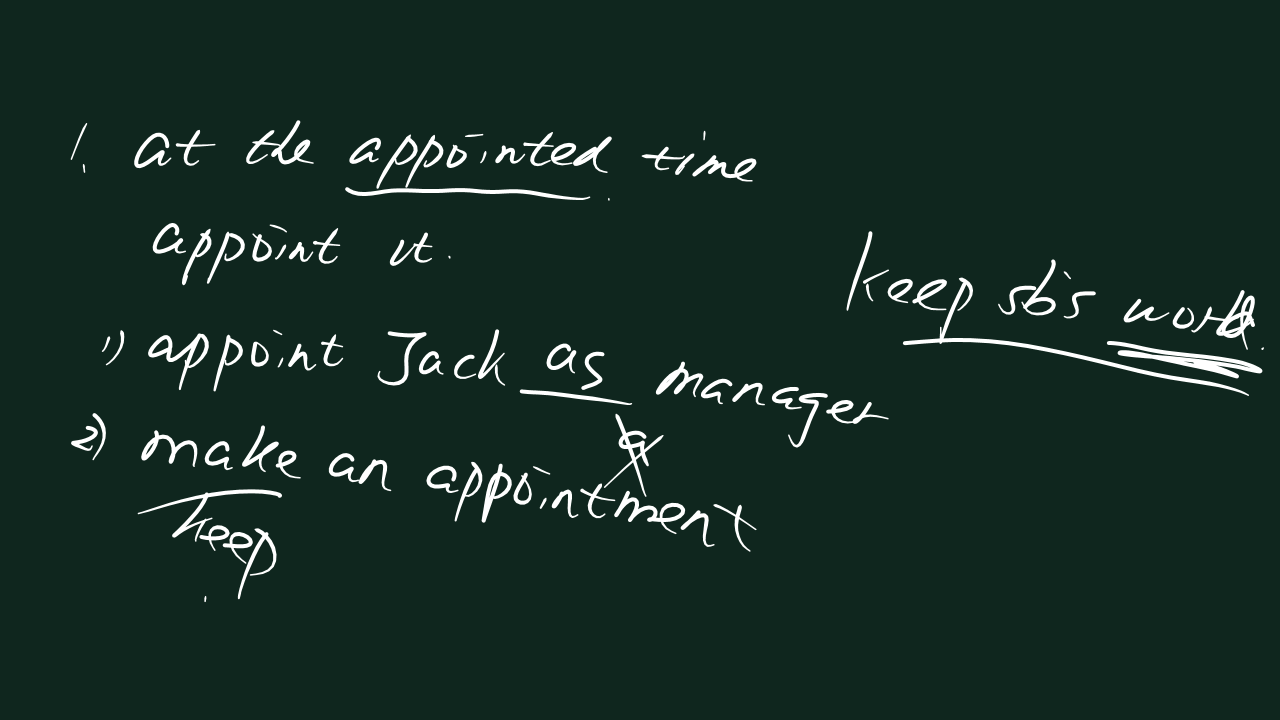 1. at the appointed time
appoint vt.
1) appoint Jack as manager
a
2) make an appointment
keep
keep sb's word.